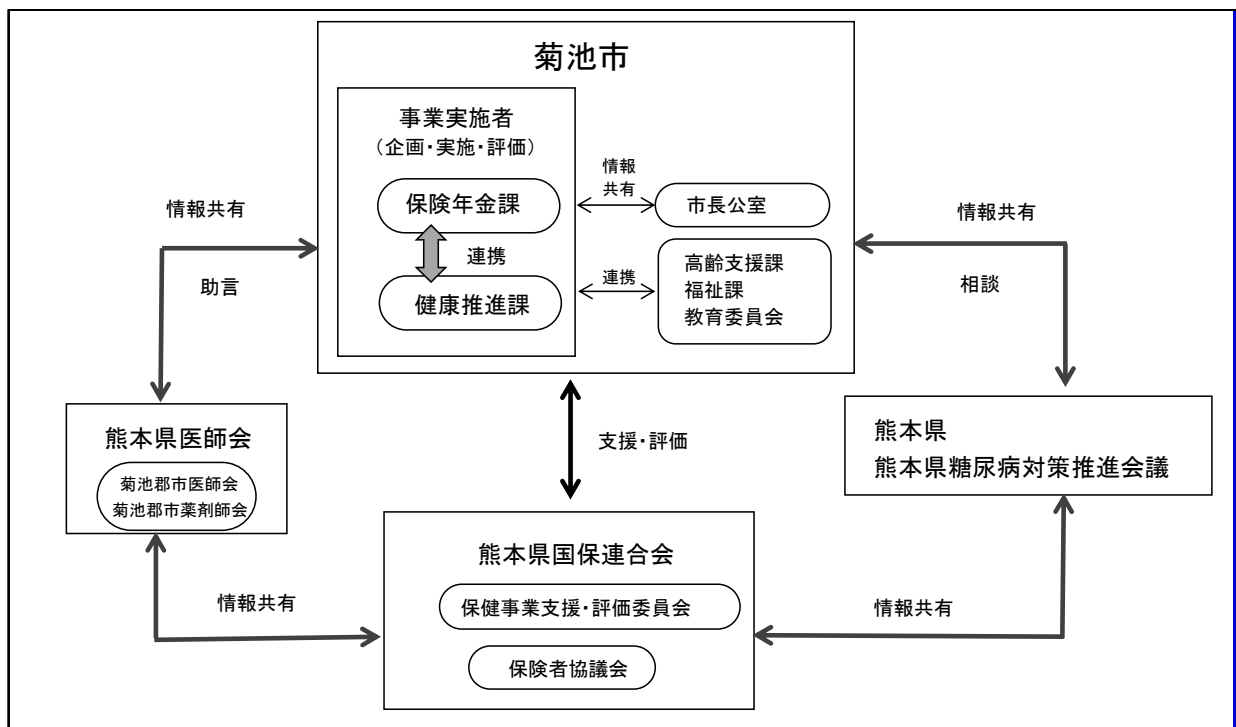 菊池市
事業実施者
（企画・実施・評価）
保険年金課
連携
健康推進課
情報
共有
市長公室
連携
高齢支援課
福祉課
教育委員会
情報共有
助言
情報共有
相談
熊本県医師会
菊池郡市医師会
菊池郡市薬剤師会
支援・評価
熊本県
熊本県糖尿病対策推進会議
熊本県国保連合会
保健事業支援・評価委員会
保険者協議会
情報共有
情報共有